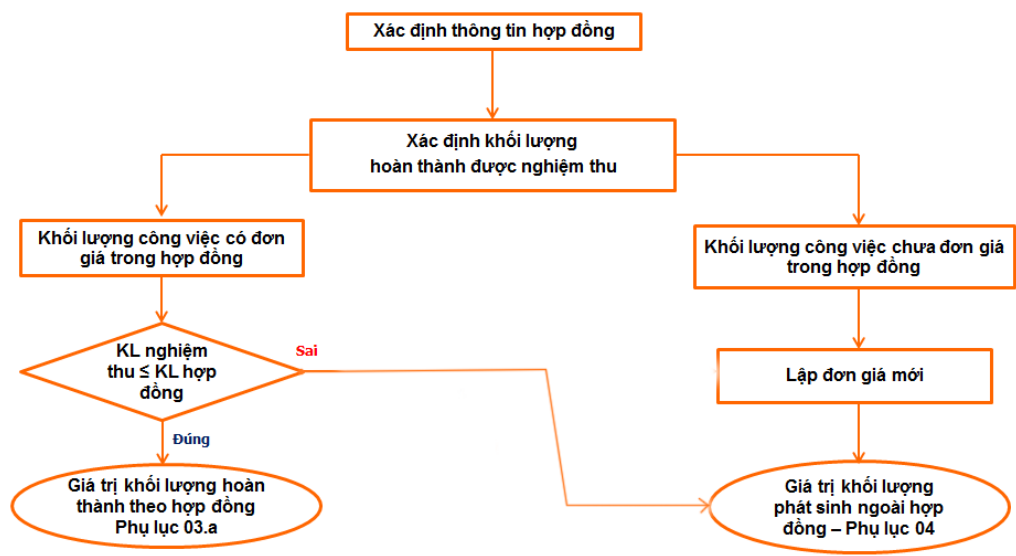 Xác định thông tin hợp đồng
Xác định khối lượng
hoàn thành được nghiệm thu
Khối lượng công việc có đơn
giá trong hợp đồng
Khối lượng công việc chưa đơn giá
trong hợp đồng
KL nghiệm
thu ≤ KL hợp
đồng
Sai
Lập đơn giá mới
Đúng
Giá trị khối lượng hoàn
thành theo hợp đồng
Phụ lục 03.a
Giá trị khối lượng
phát sinh ngoài hợp
đồng – Phụ lục 04